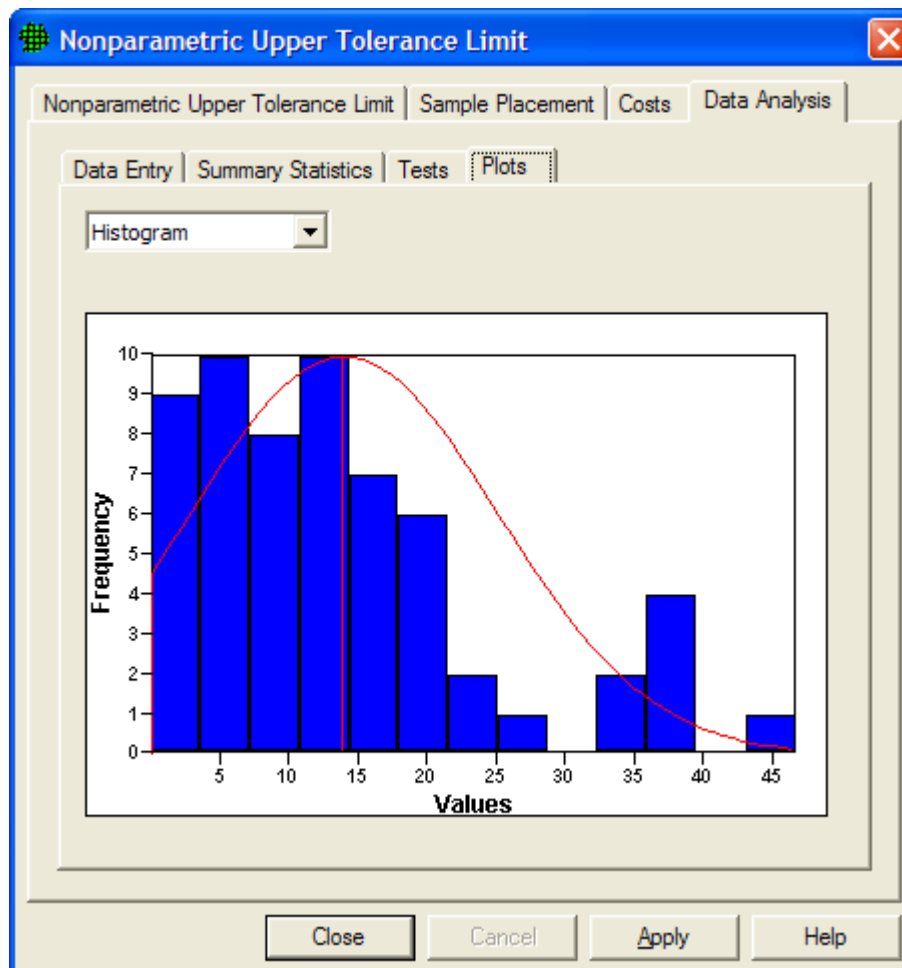 Nonparametric Upper Tolerance Limit
Nonparametric Upper Tolerance Limit Sample Placement Costs Data Analysis
Data Entry Summary Statistics Tests Plots
Histogram
10
9
8
7
6
5
4
3
2
1
0
Frequency
5 10 15 20 25 30 35 40 45
Values
Close Cancel Apply Help